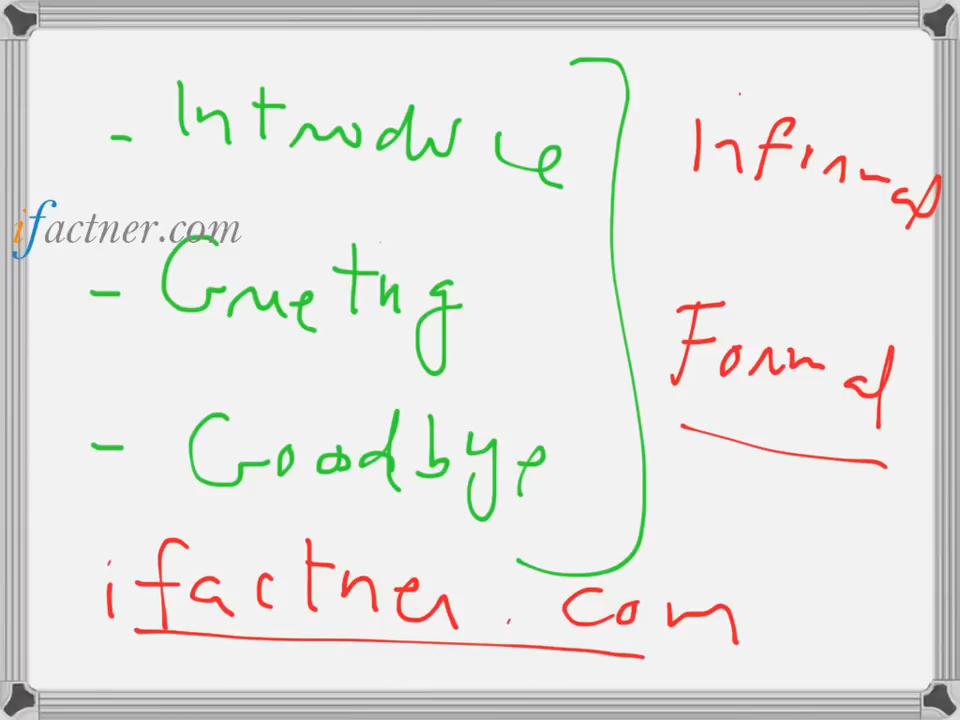 - Introduce
Informal
ifactner.com
- Greeting
Formal
- Goodbye
ifactner.com